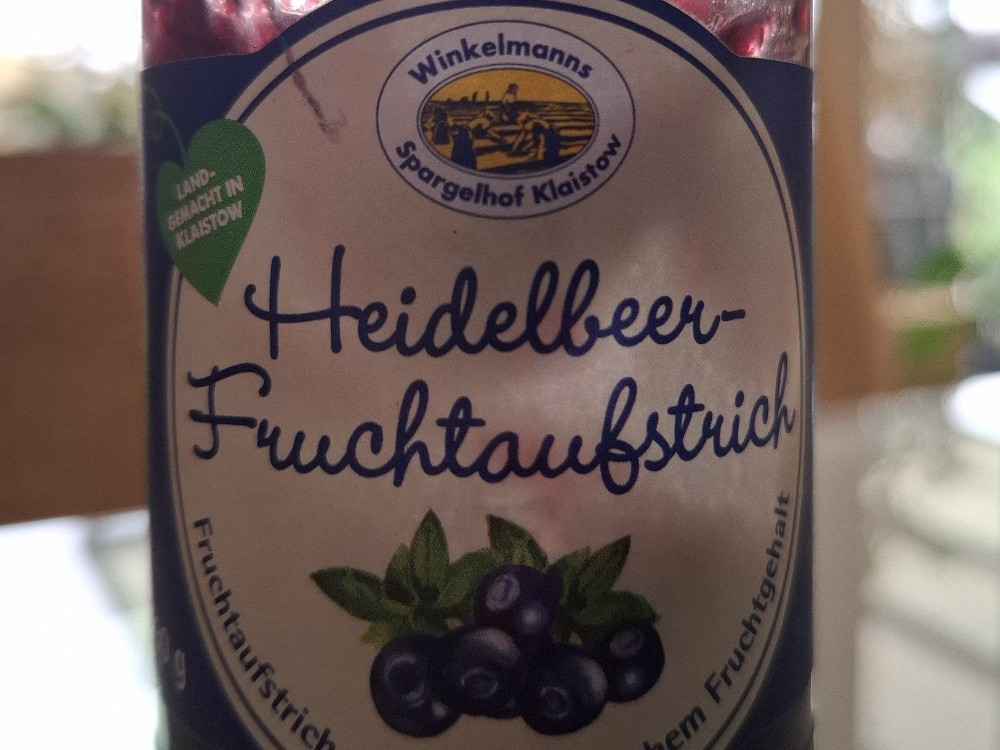 Winkelmanns
Spargelhof Klaistow
LAND-
GEMACHT IN
KLAISTOW
Heidelbeer-
Fruchtaufstrich
Fruchtaufstrich
Fruchtgehalt
g